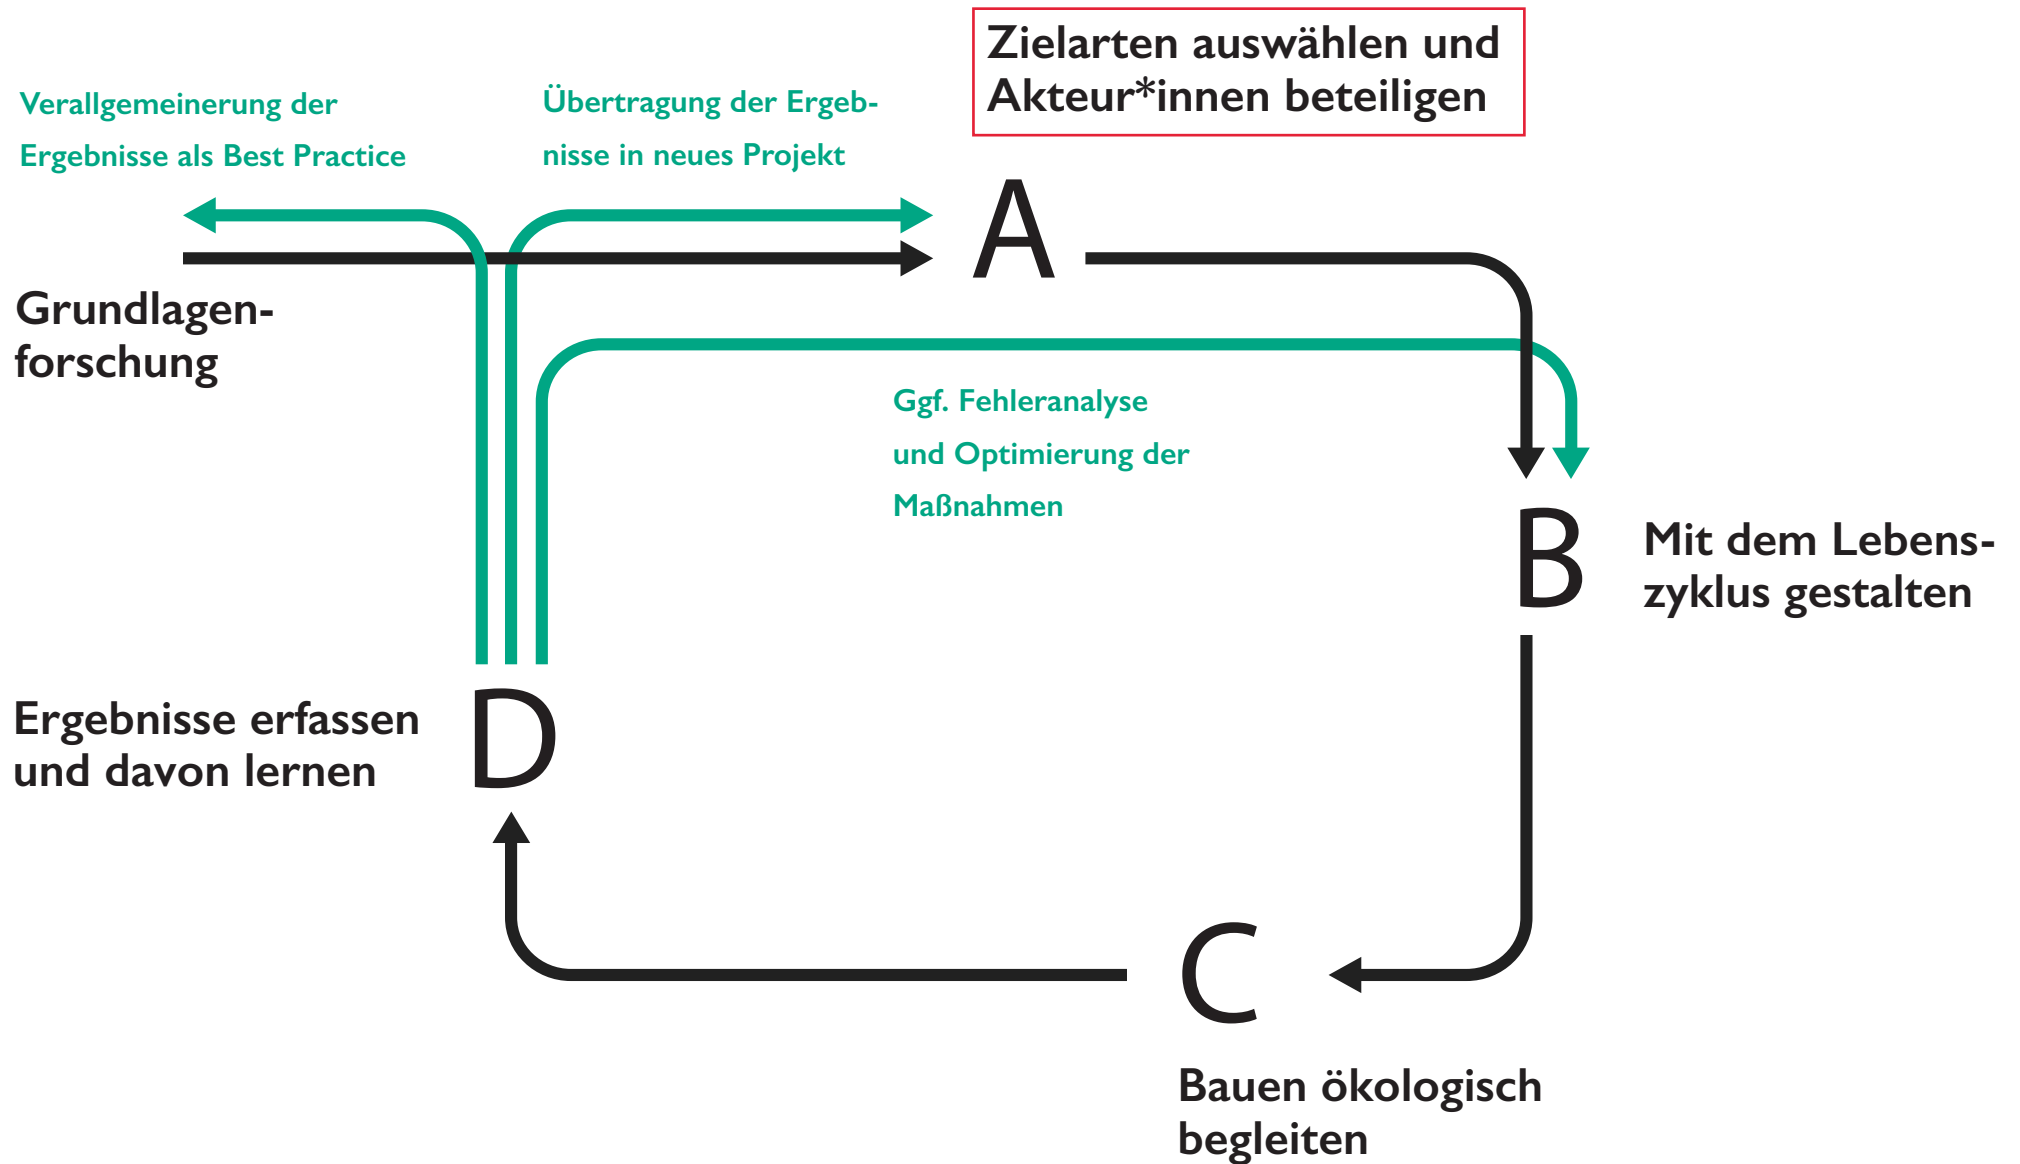 Zielarten auswählen und
Akteur*innen beteiligen
Verallgemeinerung der
Ergebnisse als Best Practice
Übertragung der Ergeb-
nisse in neues Projekt
A
Grundlagen-
forschung
Ggf. Fehleranalyse
und Optimierung der
Maßnahmen
B
Mit dem Lebens-
zyklus gestalten
Ergebnisse erfassen
und davon lernen
D
C
Bauen ökologisch
begleiten